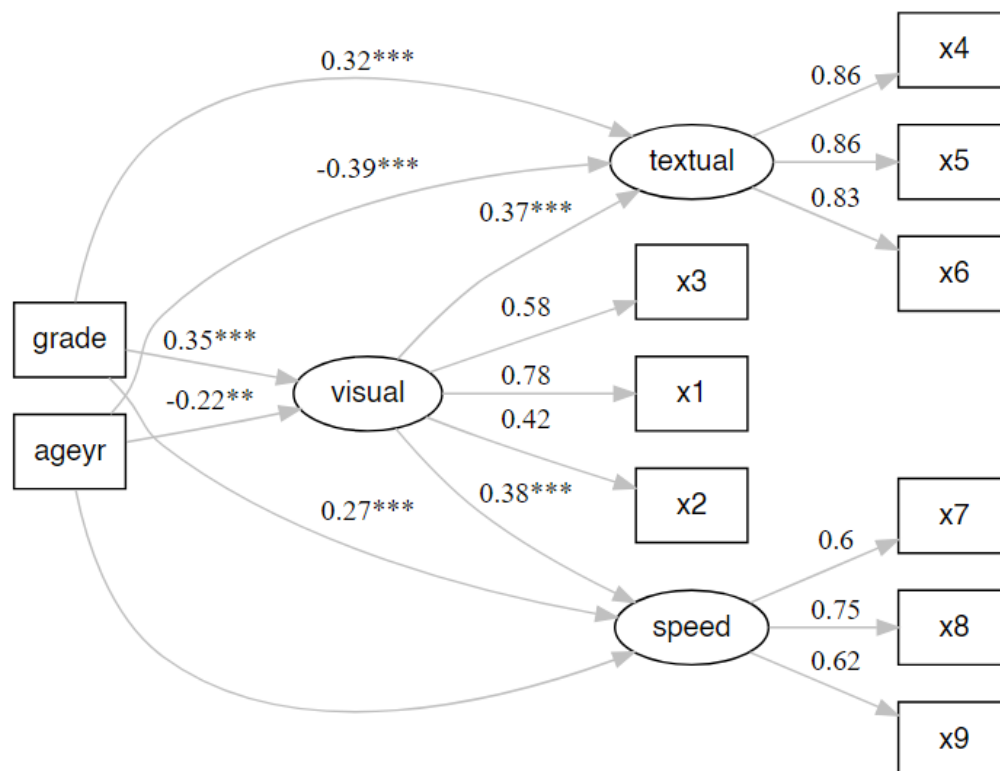 x4
0.32***
0.86
0.86
textual
x5
-0.39***
0.83
0.37***
x6
x3
0.58
grade
0.35***
0.78
visual
x1
-0.22**
0.42
ageyr
0.38***
x2
0.27***
x7
0.6
0.75
speed
x8
0.62
x9